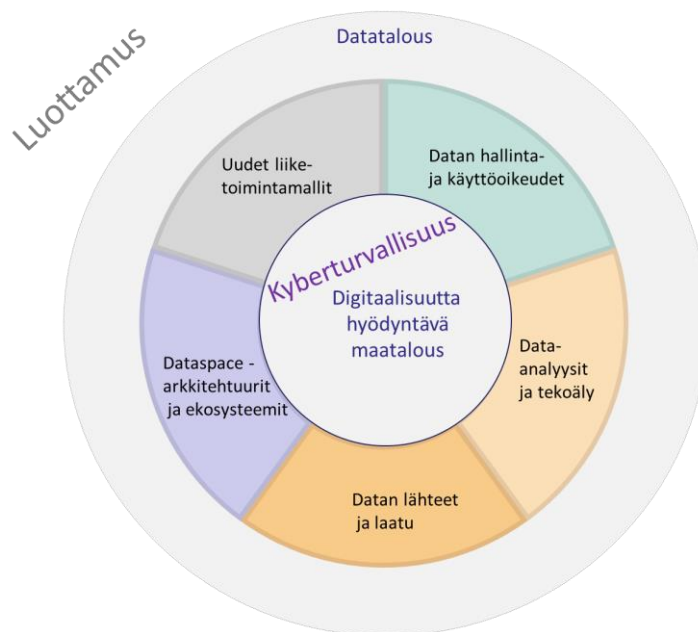 Luottamus
Datatalous
Uudet liike-
toimintamallit
Datan hallinta-
ja käyttöoikeudet
Kyberturvallisuus
Digitaalisuutta
hyödyntävä
maatalous
Dataspace -
arkkitehtuurit
ja ekosysteemit
Data-
analyysit
ja tekoäly
Datan lähteet
ja laatu